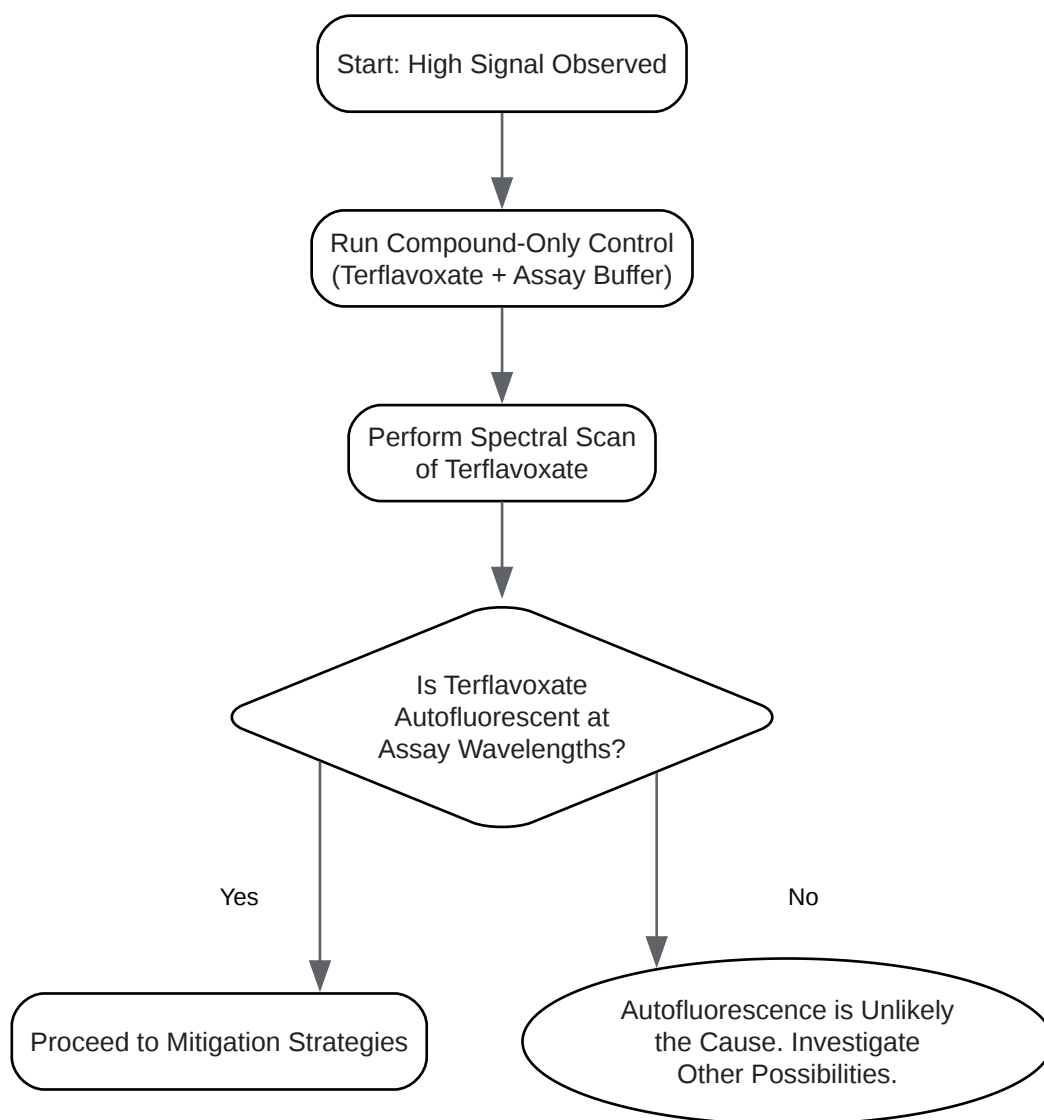 Start: High Signal Observed
Run Compound-Only Control
(Terflavoxate + Assay Buffer)
Perform Spectral Scan
of Terflavoxate
Is Terflavoxate
Autofluorescent at
Assay Wavelengths?
Yes
No
Proceed to Mitigation Strategies
Autofluorescence is Unlikely
the Cause. Investigate
Other Possibilities.